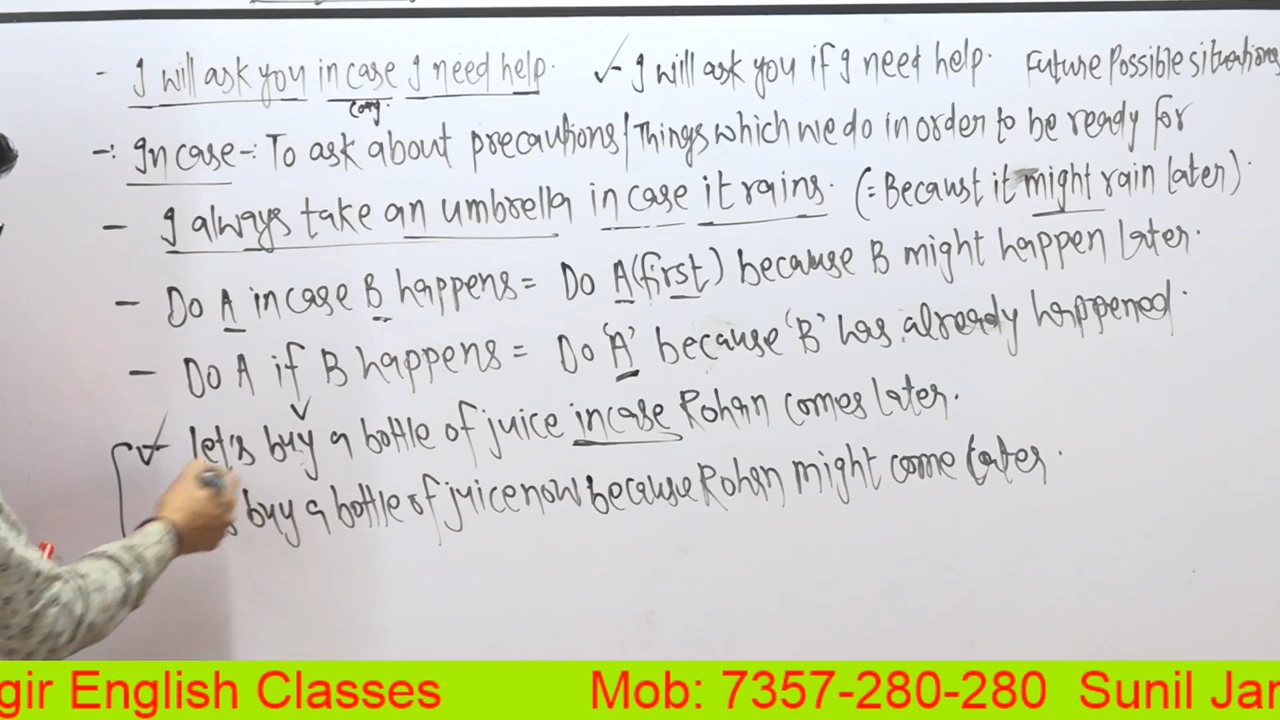 - I will ask you in case I need help. ✓- I will ask you if I need help. Future Possible situations
conj.
-: In case -: To ask about precautions/Things which we do in order to be ready for
- I always take an umbrella in case it rains. (= Becaust it might rain later).
- Do A in case B happens = Do A (first) because B might happen later.
- Do A if B happens = Do 'A' because 'B' has already happened.
✓ let's buy a bottle of juice incase Rohan comes later.
buy a bottle of juice now because Rohan might come later.
gir English Classes Mob: 7357-280-280 Sunil Jan